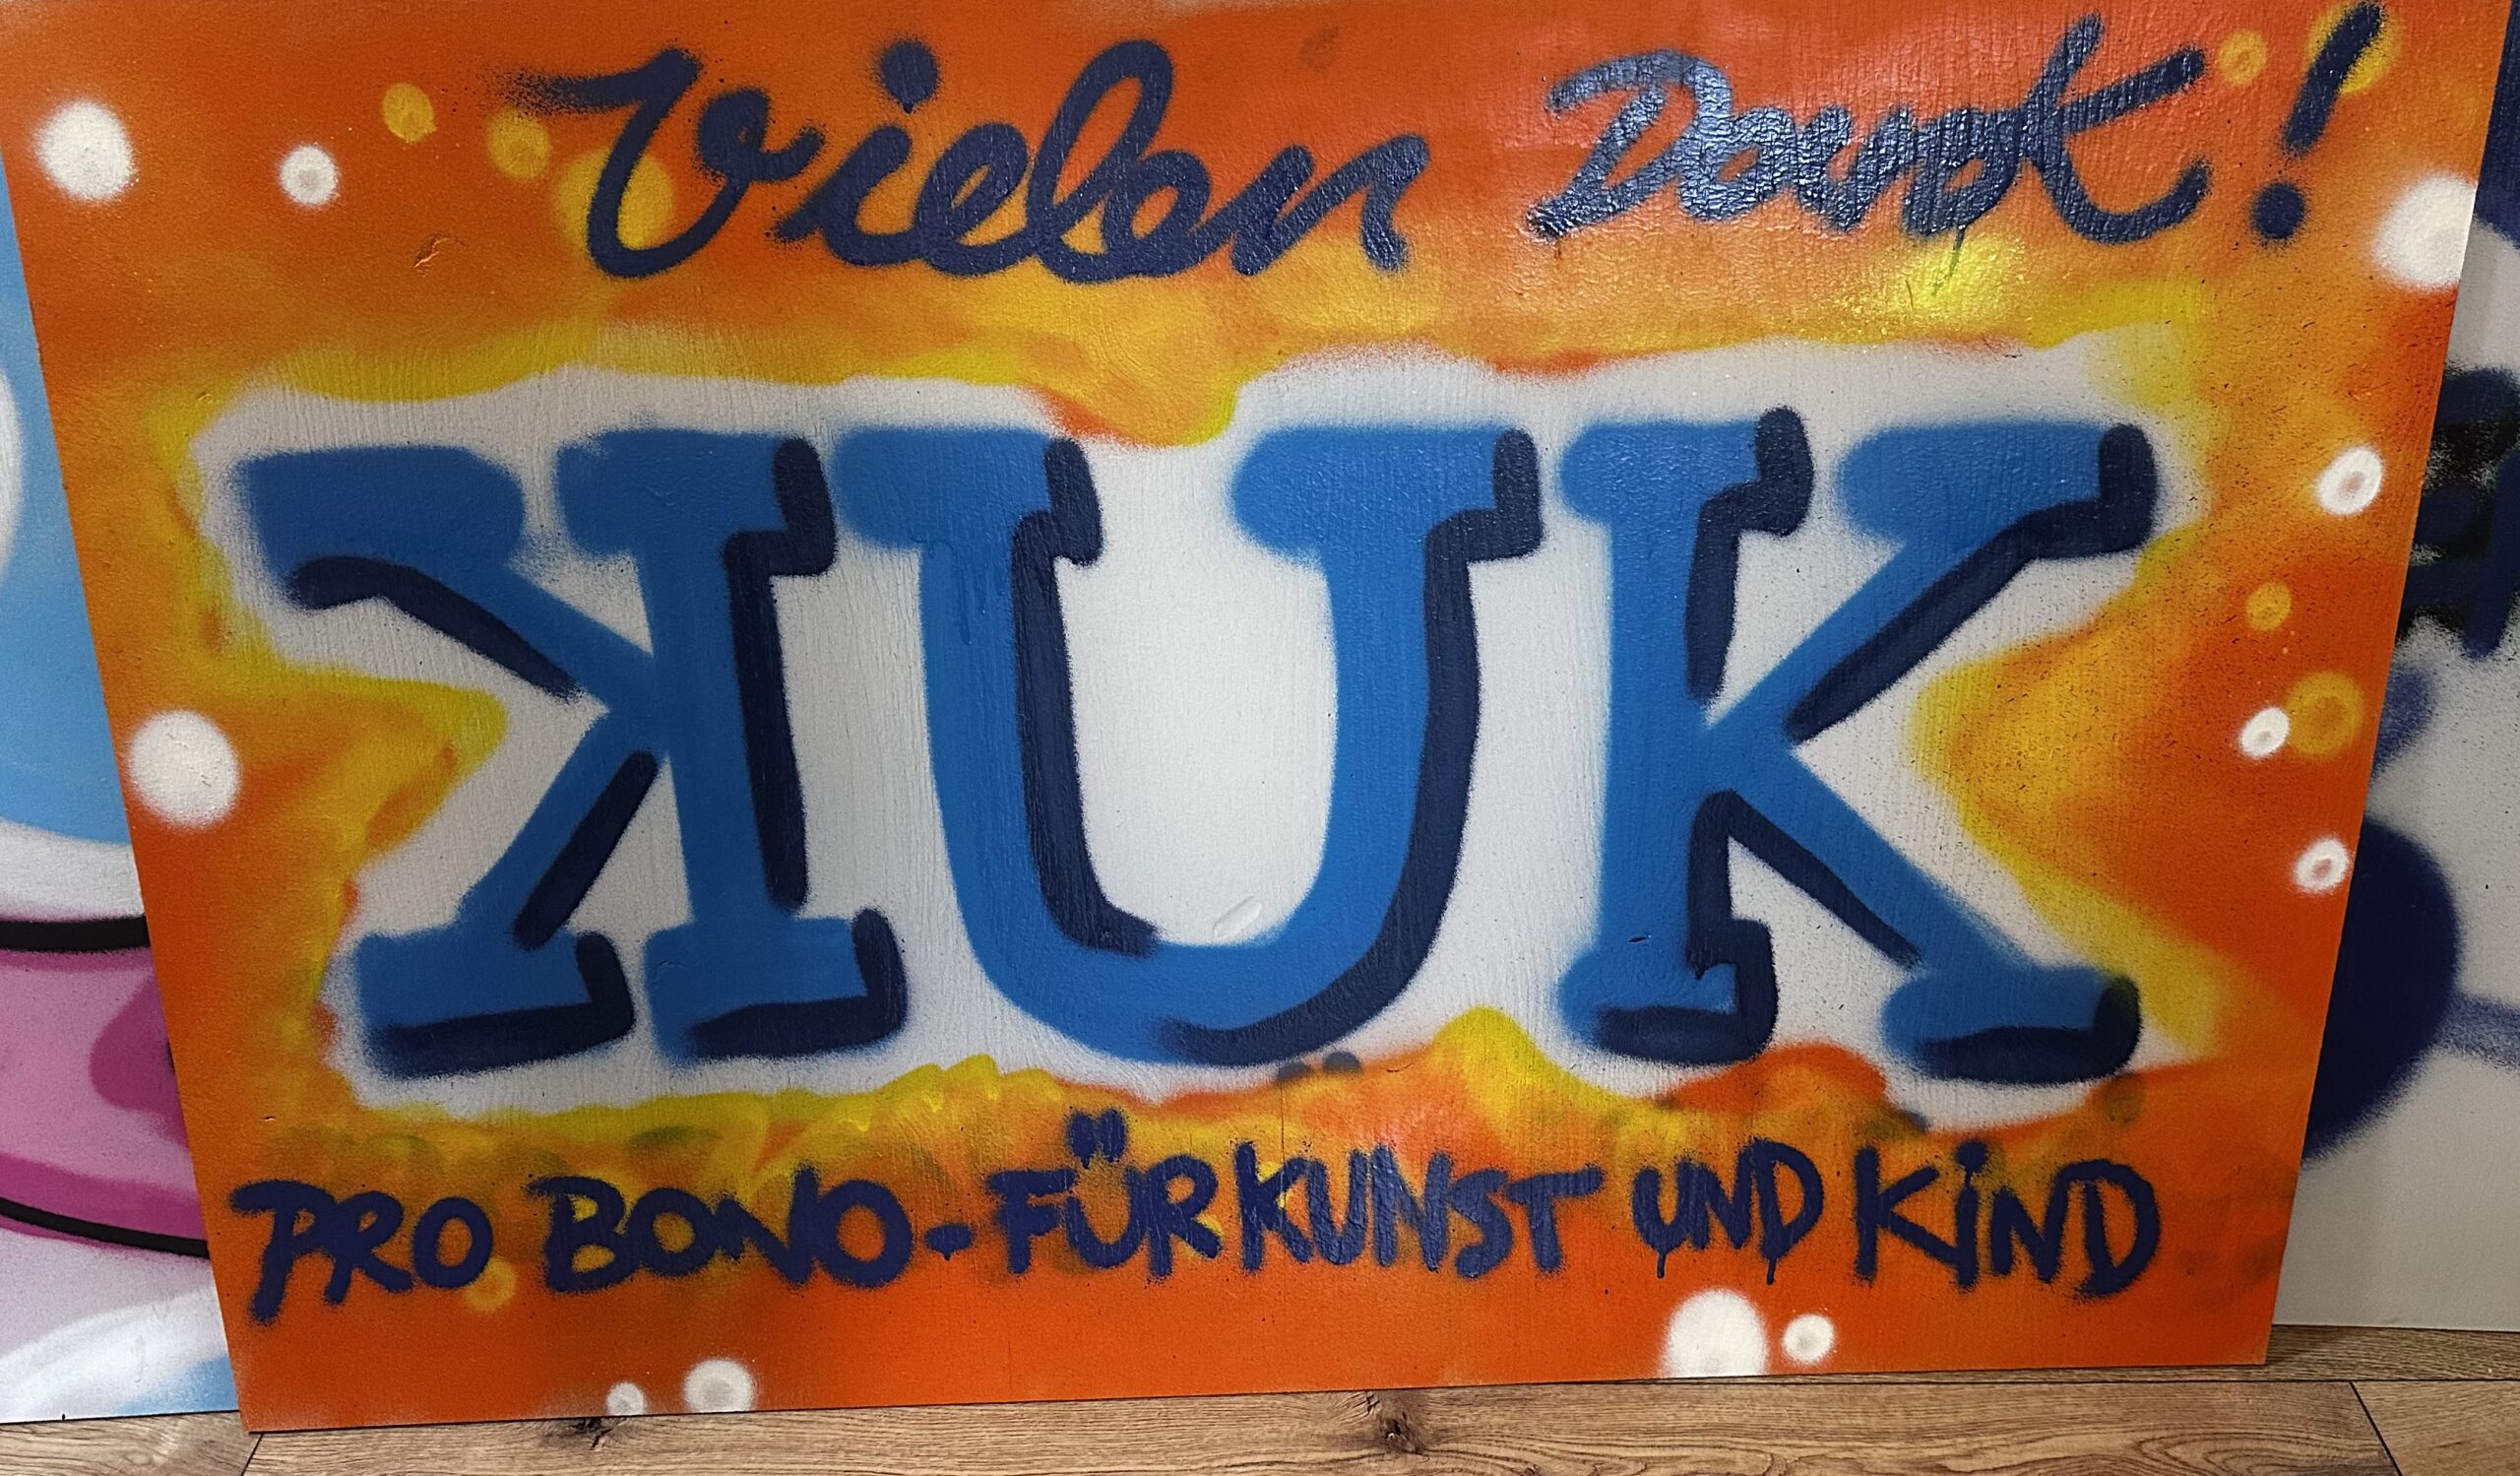 Vielen Dank!
KUK
PRO BONO-FÜR KUNST UND KIND